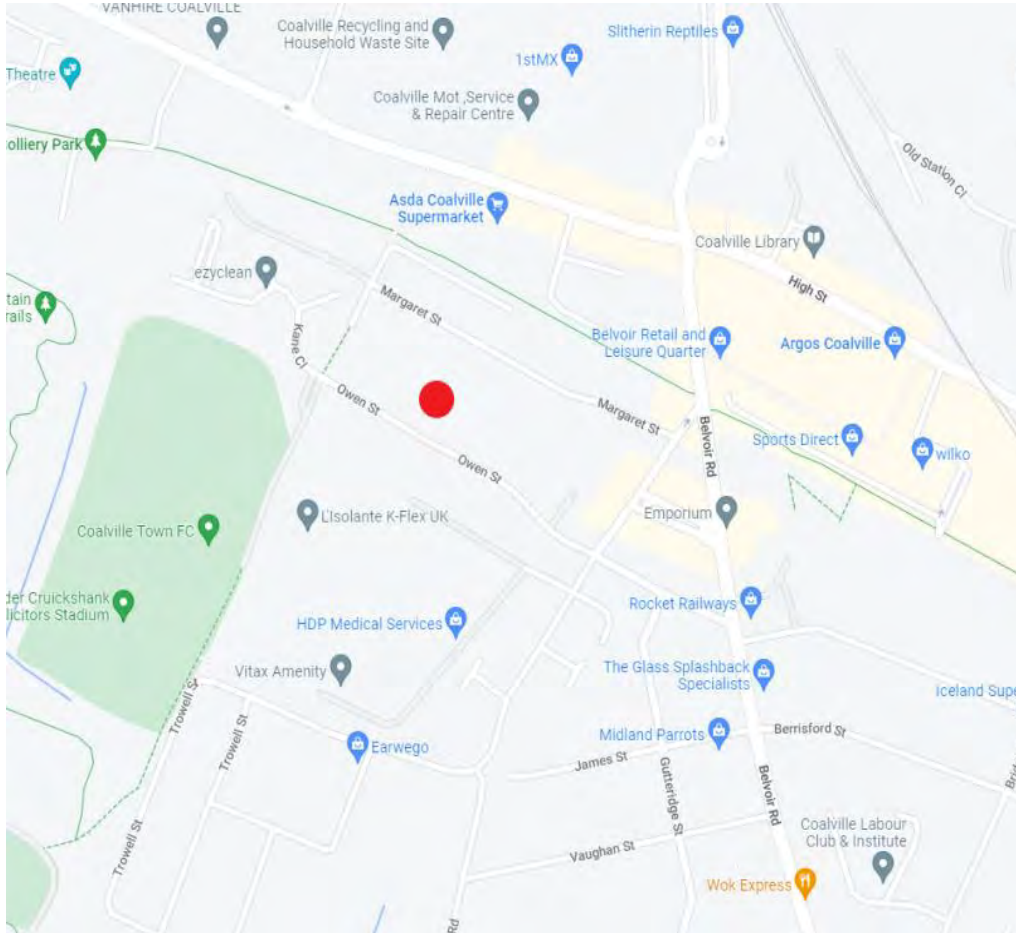 VANHIRE COALVILLE
Coalville Recycling and
Household Waste Site
Slitherin Reptiles
1stMX
Theatre
Coalville Mot ,Service
& Repair Centre
olliery Park
Old Station Cl
Asda Coalville
Supermarket
Coalville Library
ezyclean
High St
tain
rails
Margaret St
Kane Cl
Belvoir Retail and
Leisure Quarter
Argos Coalville
Owen St
Margaret St
Belvoir Rd
Sports Direct
wilko
Owen St
L'Isolante K-Flex UK
Emporium
Coalville Town FC
der Cruickshank
licitors Stadium
Rocket Railways
HDP Medical Services
Vitax Amenity
The Glass Splashback
Specialists
Iceland Supe
Trowell St
Trowell St
Earwego
Midland Parrots
Berrisford St
James St
Gutteridge St
Belvoir Rd
Brid
Trowell St
Coalville Labour
Club & Institute
Vaughan St
Wok Express
Rd